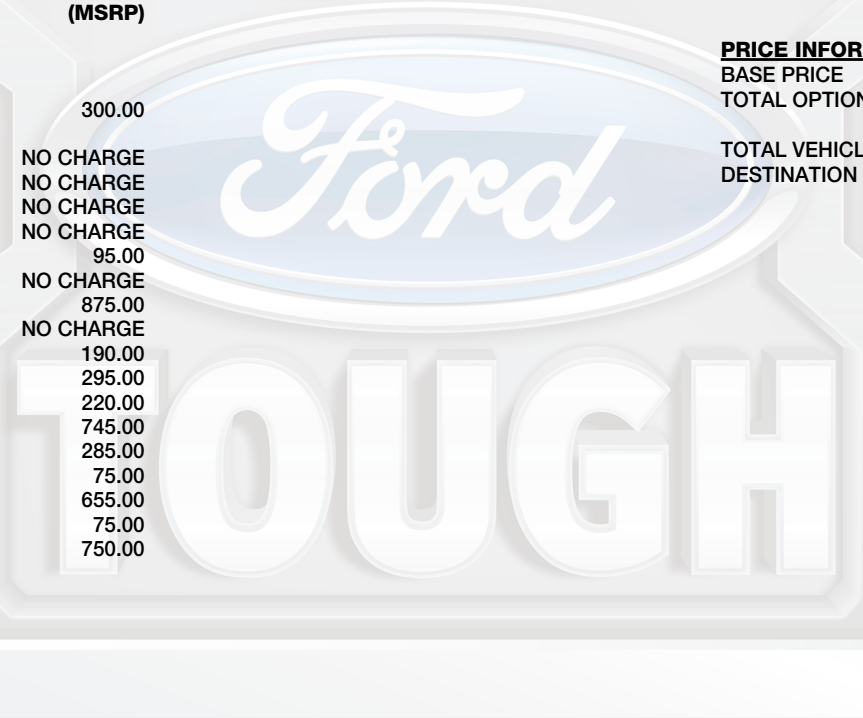 (MSRP)
300.00
NO CHARGE
NO CHARGE
NO CHARGE
NO CHARGE
95.00
NO CHARGE
875.00
NO CHARGE
190.00
295.00
220.00
745.00
285.00
75.00
655.00
75.00
750.00
PRICE INFOR
BASE PRICE
TOTAL OPTION
TOTAL VEHICL
DESTINATION
Ford
TOUGH